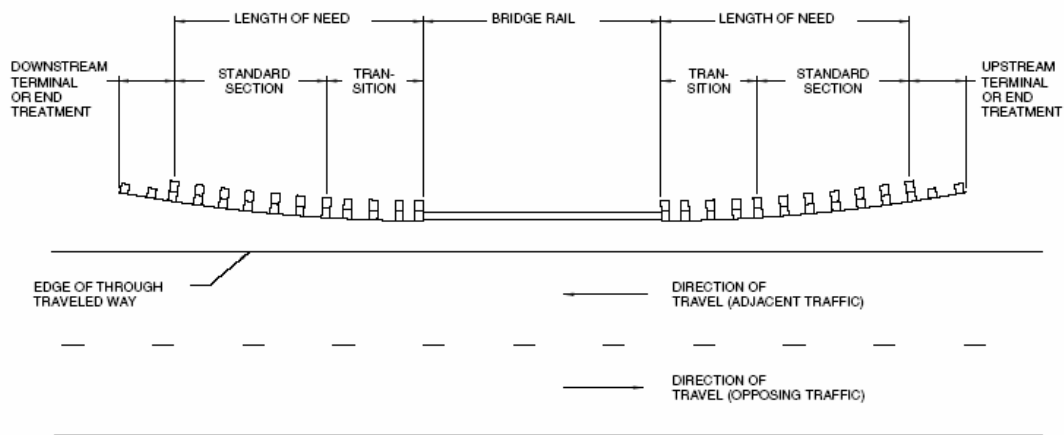 LENGTH OF NEED
BRIDGE RAIL
LENGTH OF NEED
DOWNSTREAM
TERMINAL
OR END
TREATMENT
STANDARD
SECTION
TRAN-
SITION
TRAN-
SITION
STANDARD
SECTION
UPSTREAM
TERMINAL
OR END
TREATMENT
EDGE OF THROUGH
TRAVELED WAY
DIRECTION OF
TRAVEL (ADJACENT TRAFFIC)
DIRECTION OF
TRAVEL (OPPOSING TRAFFIC)